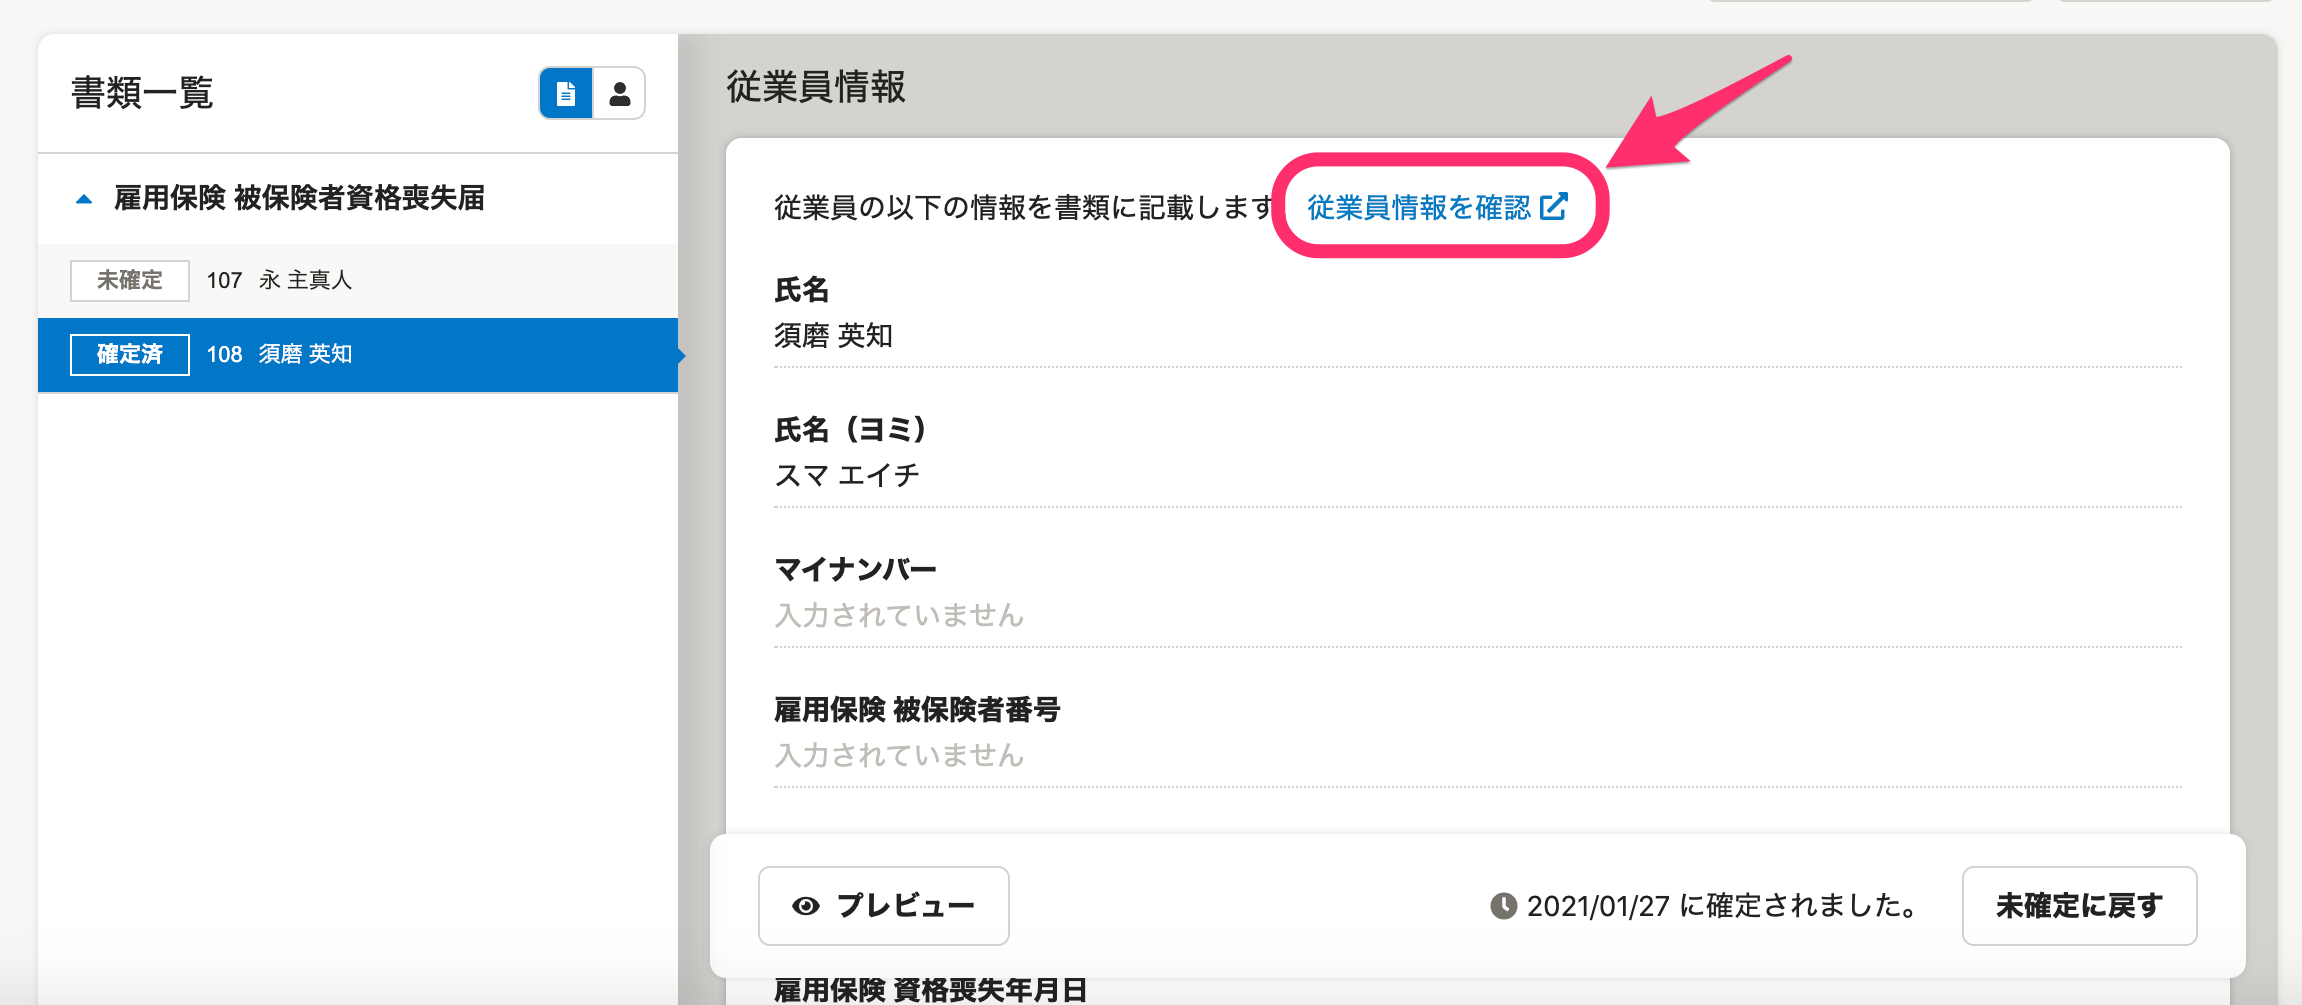 書類一覧
雇用保険 被保険者資格喪失届
未確定 107 永 主真人
確定済 108 須磨 英知
従業員情報
従業員の以下の情報を書類に記載します 従業員情報を確認
氏名
須磨 英知
氏名（ヨミ）
スマ エイチ
マイナンバー
入力されていません
雇用保険 被保険者番号
入力されていません
プレビュー 2021/01/27 に確定されました。 未確定に戻す
雇用保険 資格喪失年月日